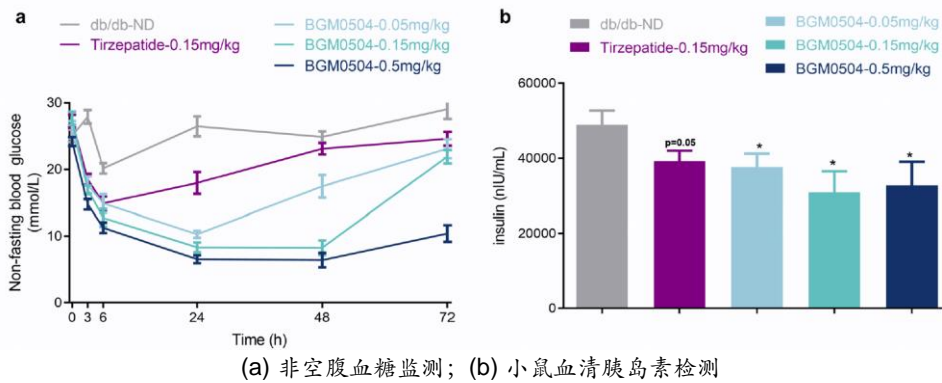 a
db/db-ND
Tirzepatide-0.15mg/kg
BGM0504-0.05mg/kg
BGM0504-0.15mg/kg
BGM0504-0.5mg/kg
Non-fasting blood glucose
(mmol/L)
30
20
10
0
0 3 6 24 48 72
Time (h)
b
db/db-ND
Tirzepatide-0.15mg/kg
BGM0504-0.05mg/kg
BGM0504-0.15mg/kg
BGM0504-0.5mg/kg
insulin (nIU/mL)
60000
40000
20000
0
p=0.05
*
*
*
(a) 非空腹血糖监测; (b) 小鼠血清胰岛素检测